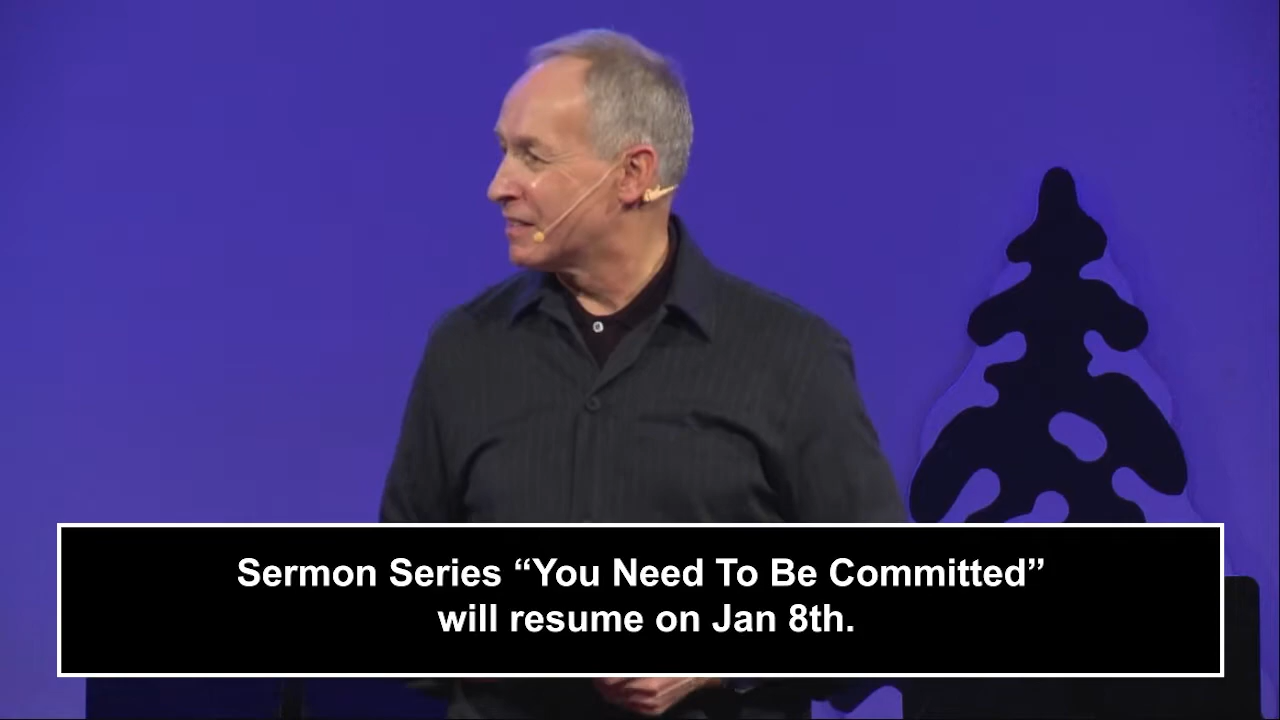 Sermon Series “You Need To Be Committed”
will resume on Jan 8th.